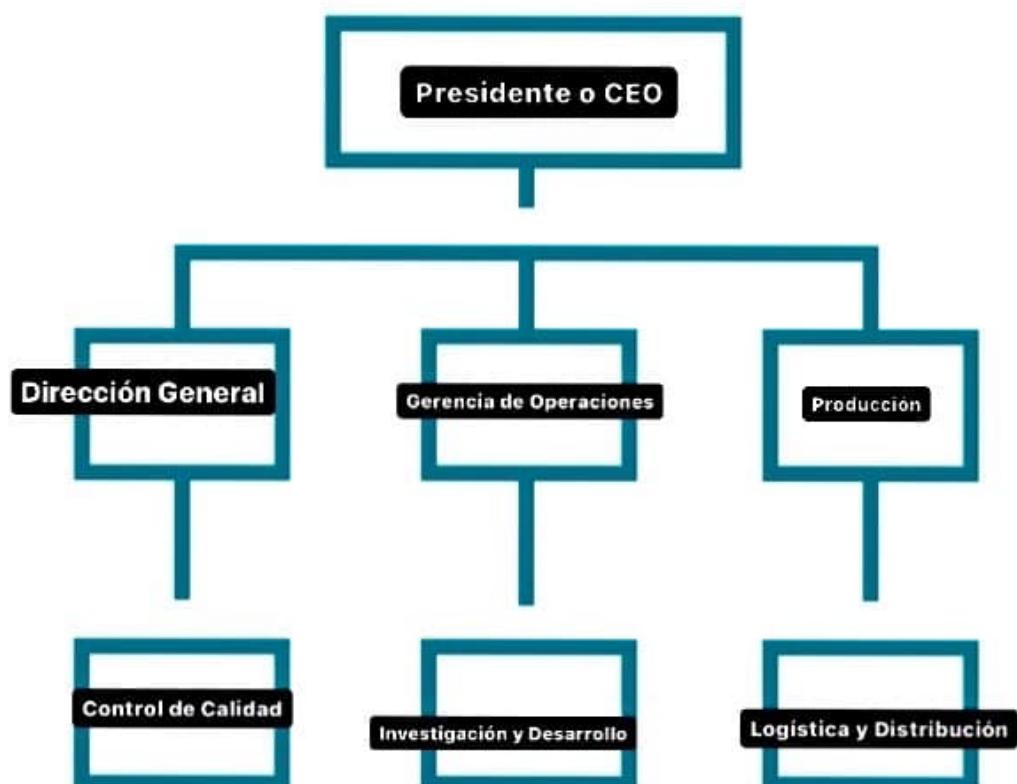 Presidente o CEO
Dirección General
Gerencia de Operaciones
Producción
Control de Calidad
Investigación y Desarrollo
Logística y Distribución